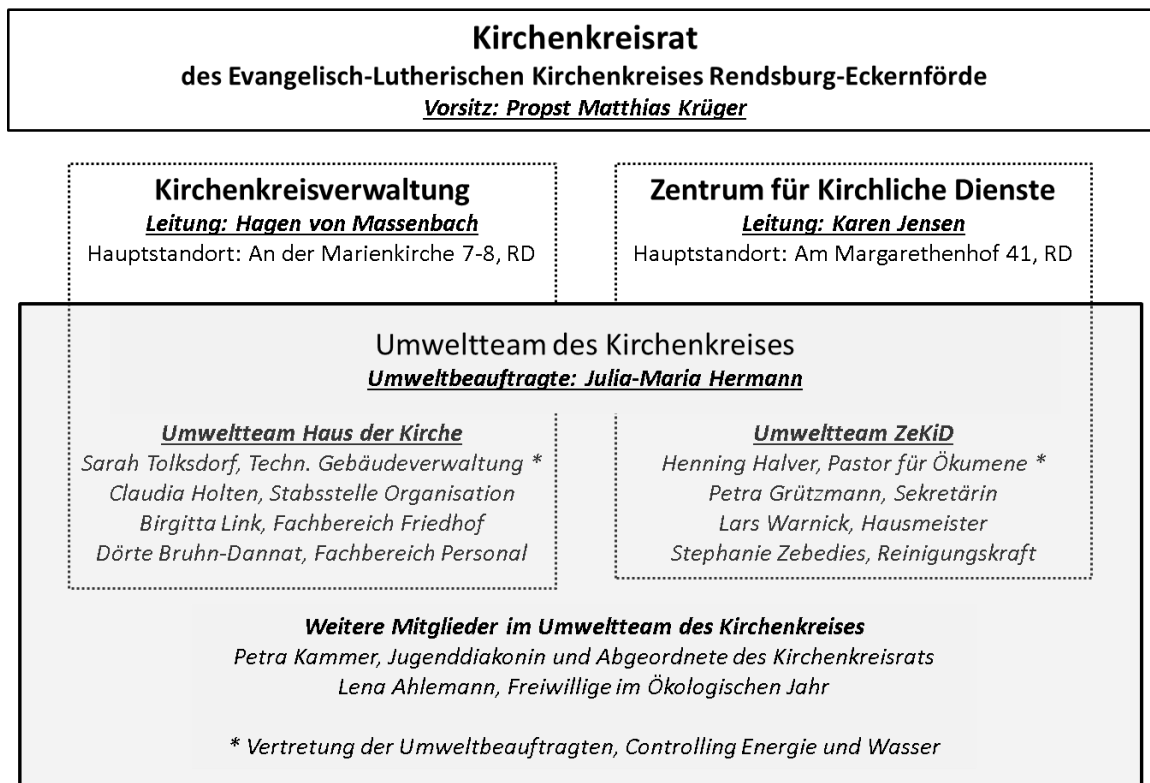 Kirchenkreisrat
des Evangelisch-Lutherischen Kirchenkreises Rendsburg-Eckernförde
Vorsitz: Propst Matthias Krüger
Kirchenkreisverwaltung
Leitung: Hagen von Massenbach
Hauptstandort: An der Marienkirche 7-8, RD
Zentrum für Kirchliche Dienste
Leitung: Karen Jensen
Hauptstandort: Am Margarethenhof 41, RD
Umweltteam des Kirchenkreises
Umweltbeauftragte: Julia-Maria Hermann
Umweltteam Haus der Kirche
Sarah Tolksdorf, Techn. Gebäudeverwaltung *
Claudia Holten, Stabsstelle Organisation
Birgitta Link, Fachbereich Friedhof
Dörte Bruhn-Dannat, Fachbereich Personal
Umweltteam ZeKiD
Henning Halver, Pastor für Ökumene *
Petra Grützmann, Sekretärin
Lars Warnick, Hausmeister
Stephanie Zebedies, Reinigungskraft
Weitere Mitglieder im Umweltteam des Kirchenkreises
Petra Kammer, Jugenddiakonin und Abgeordnete des Kirchenkreisrats
Lena Ahlemann, Freiwillige im Ökologischen Jahr
* Vertretung der Umweltbeauftragten, Controlling Energie und Wasser